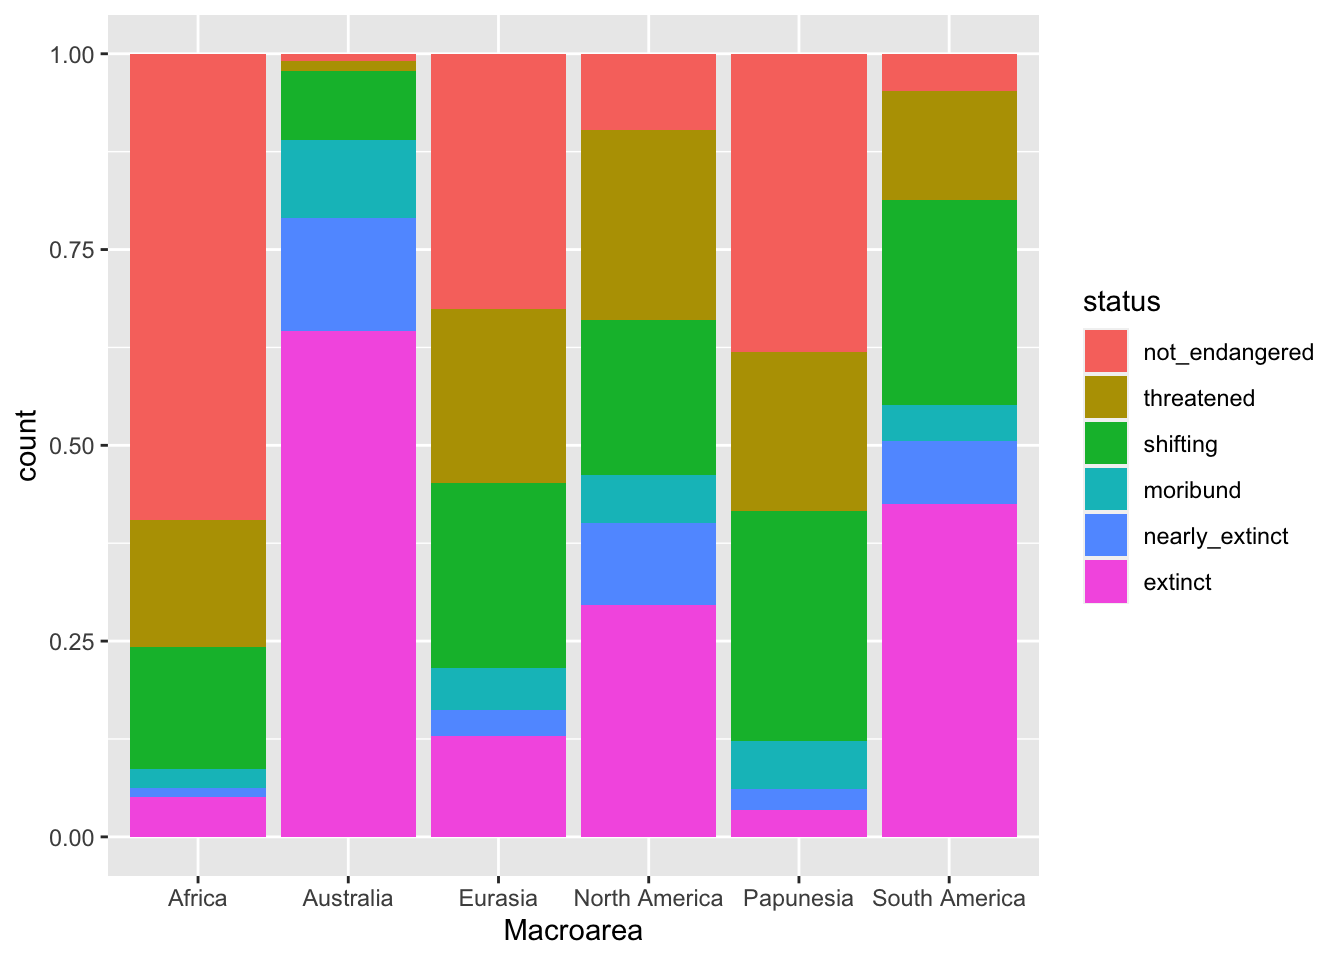 1.00
0.75
0.50
0.25
0.00
count
Africa
Australia
Eurasia
North America
Papunesia
South America
Macroarea
status
not_endangered
threatened
shifting
moribund
nearly_extinct
extinct